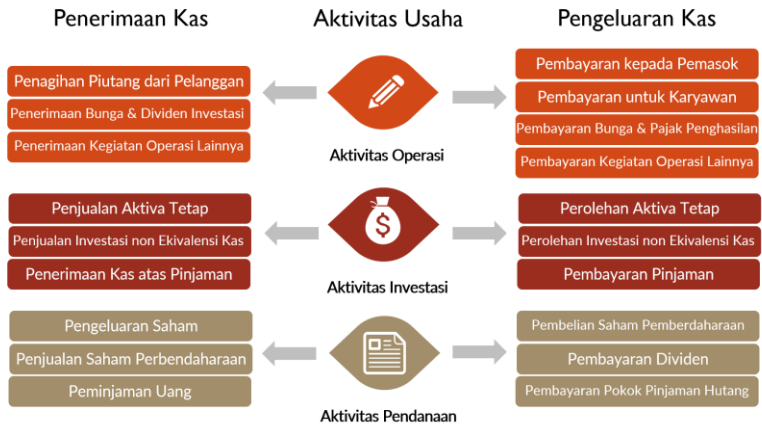 Penerimaan Kas
Aktivitas Usaha
Pengeluaran Kas
Penagihan Piutang dari Pelanggan
Penerimaan Bunga & Dividen Investasi
Penerimaan Kegiatan Operasi Lainnya
Aktivitas Operasi
Pembayaran kepada Pemasok
Pembayaran untuk Karyawan
Pembayaran Bunga & Pajak Penghasilan
Pembayaran Kegiatan Operasi Lainnya
Penjualan Aktiva Tetap
Penjualan Investasi non Ekivalensi Kas
Penerimaan Kas atas Pinjaman
$
Aktivitas Investasi
Perolehan Aktiva Tetap
Perolehan Investasi non Ekivalensi Kas
Pembayaran Pinjaman
Pengeluaran Saham
Penjualan Saham Perbendaharaan
Peminjaman Uang
Aktivitas Pendanaan
Pembelian Saham Pemberdaharaan
Pembayaran Dividen
Pembayaran Pokok Pinjaman Hutang